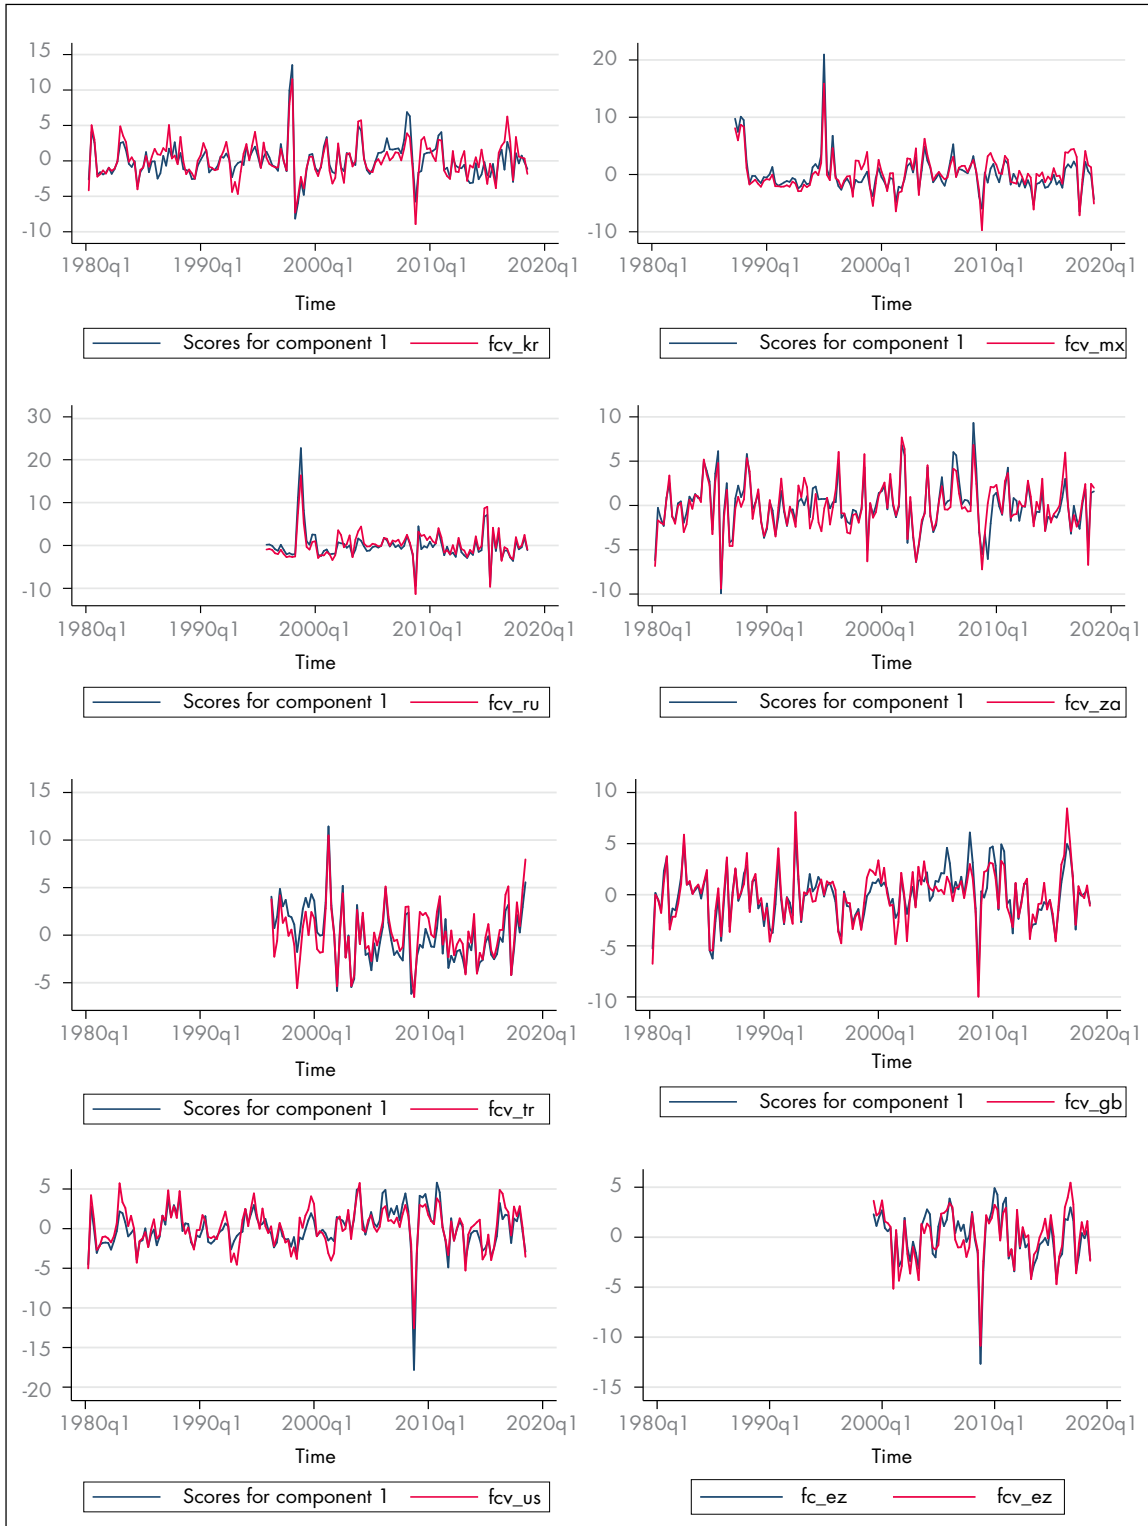 15
10
5
0
-5
-10
1980q1 1990q1 2000q1 2010q1 2020q1
Time
Scores for component 1 fcv_kr
20
10
0
-10
1980q1 1990q1 2000q1 2010q1 2020q1
Time
Scores for component 1 fcv_mx
30
20
10
0
-10
1980q1 1990q1 2000q1 2010q1 2020q1
Time
Scores for component 1 fcv_ru
10
5
0
-5
-10
1980q1 1990q1 2000q1 2010q1 2020q1
Time
Scores for component 1 fcv_za
15
10
5
0
-5
1980q1 1990q1 2000q1 2010q1 2020q1
Time
Scores for component 1 fcv_tr
10
5
0
-5
-10
1980q1 1990q1 2000q1 2010q1 2020q1
Time
Scores for component 1 fcv_gb
5
0
-5
-10
-15
-20
1980q1 1990q1 2000q1 2010q1 2020q1
Time
Scores for component 1 fcv_us
5
0
-5
-10
-15
1980q1 1990q1 2000q1 2010q1 2020q1
Time
fc_ez fcv_ez